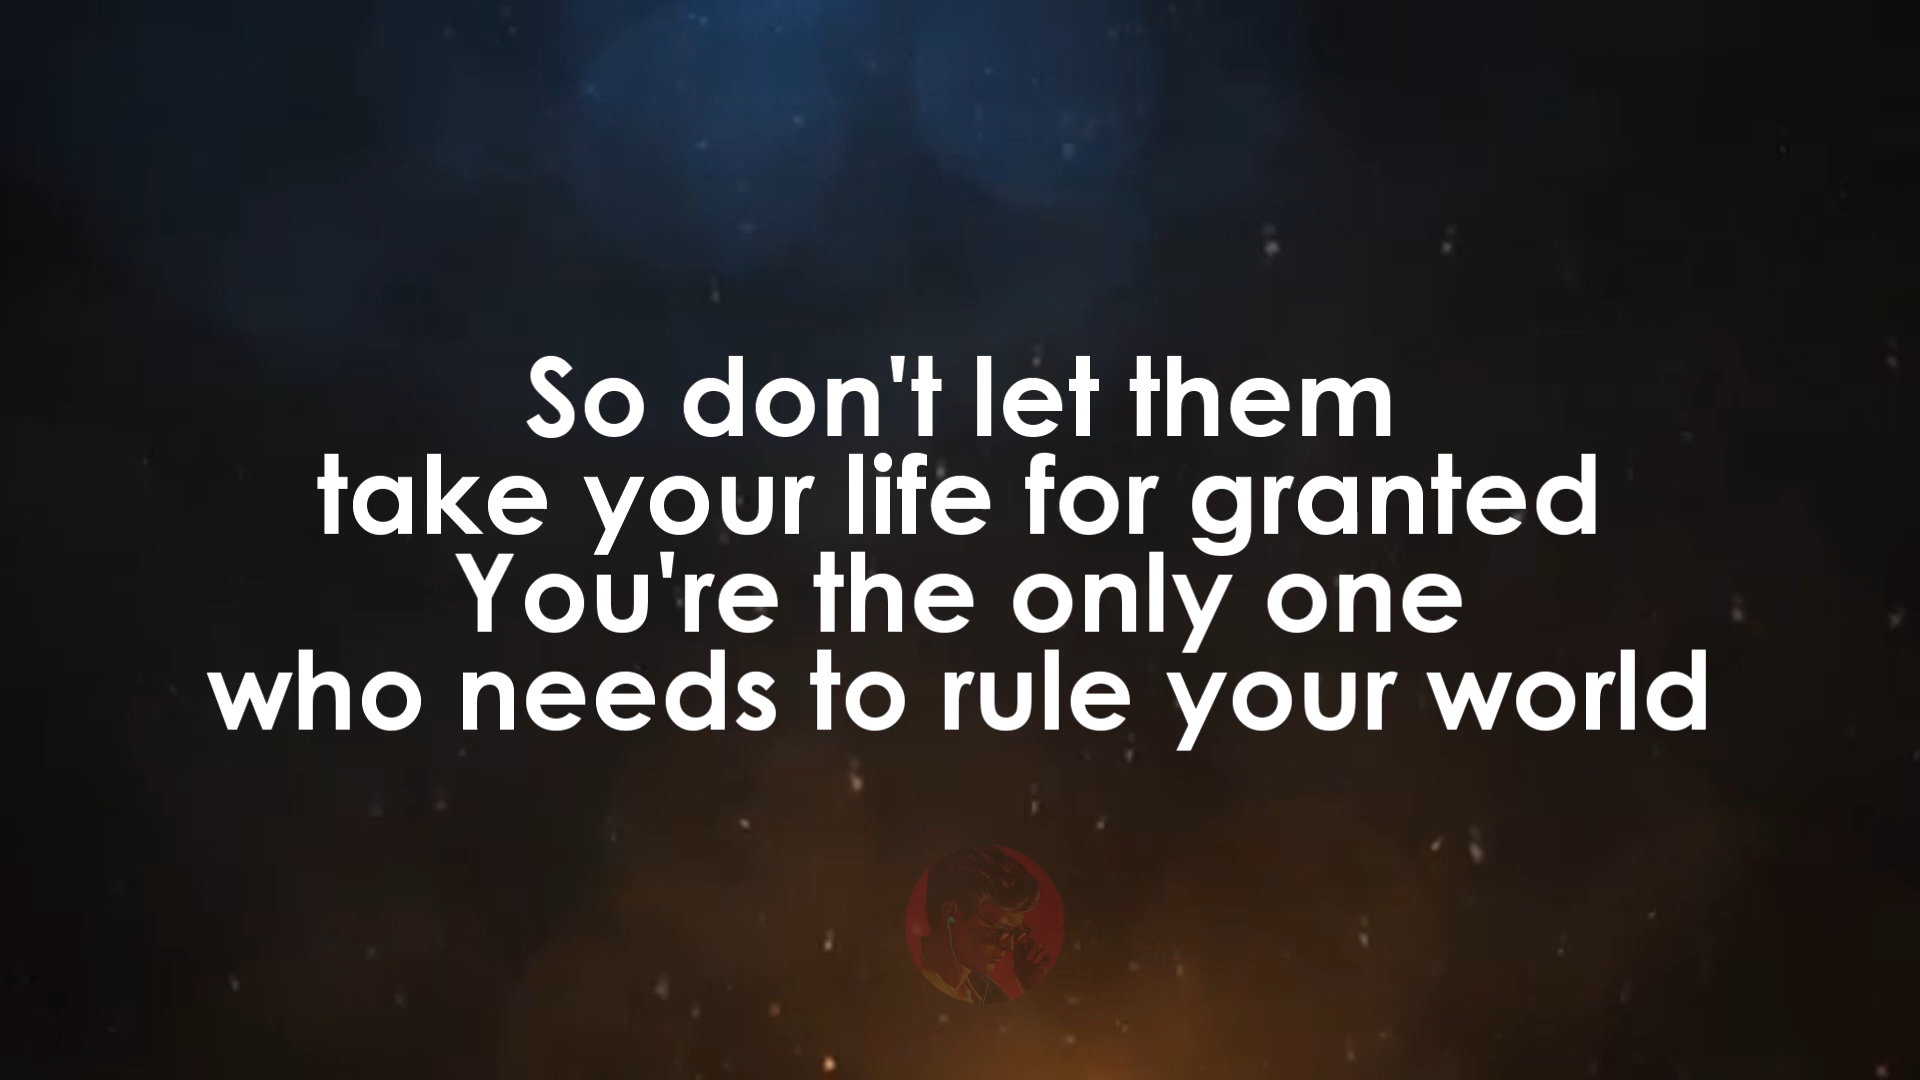 So don't let them
take your life for granted
You're the only one
who needs to rule your world